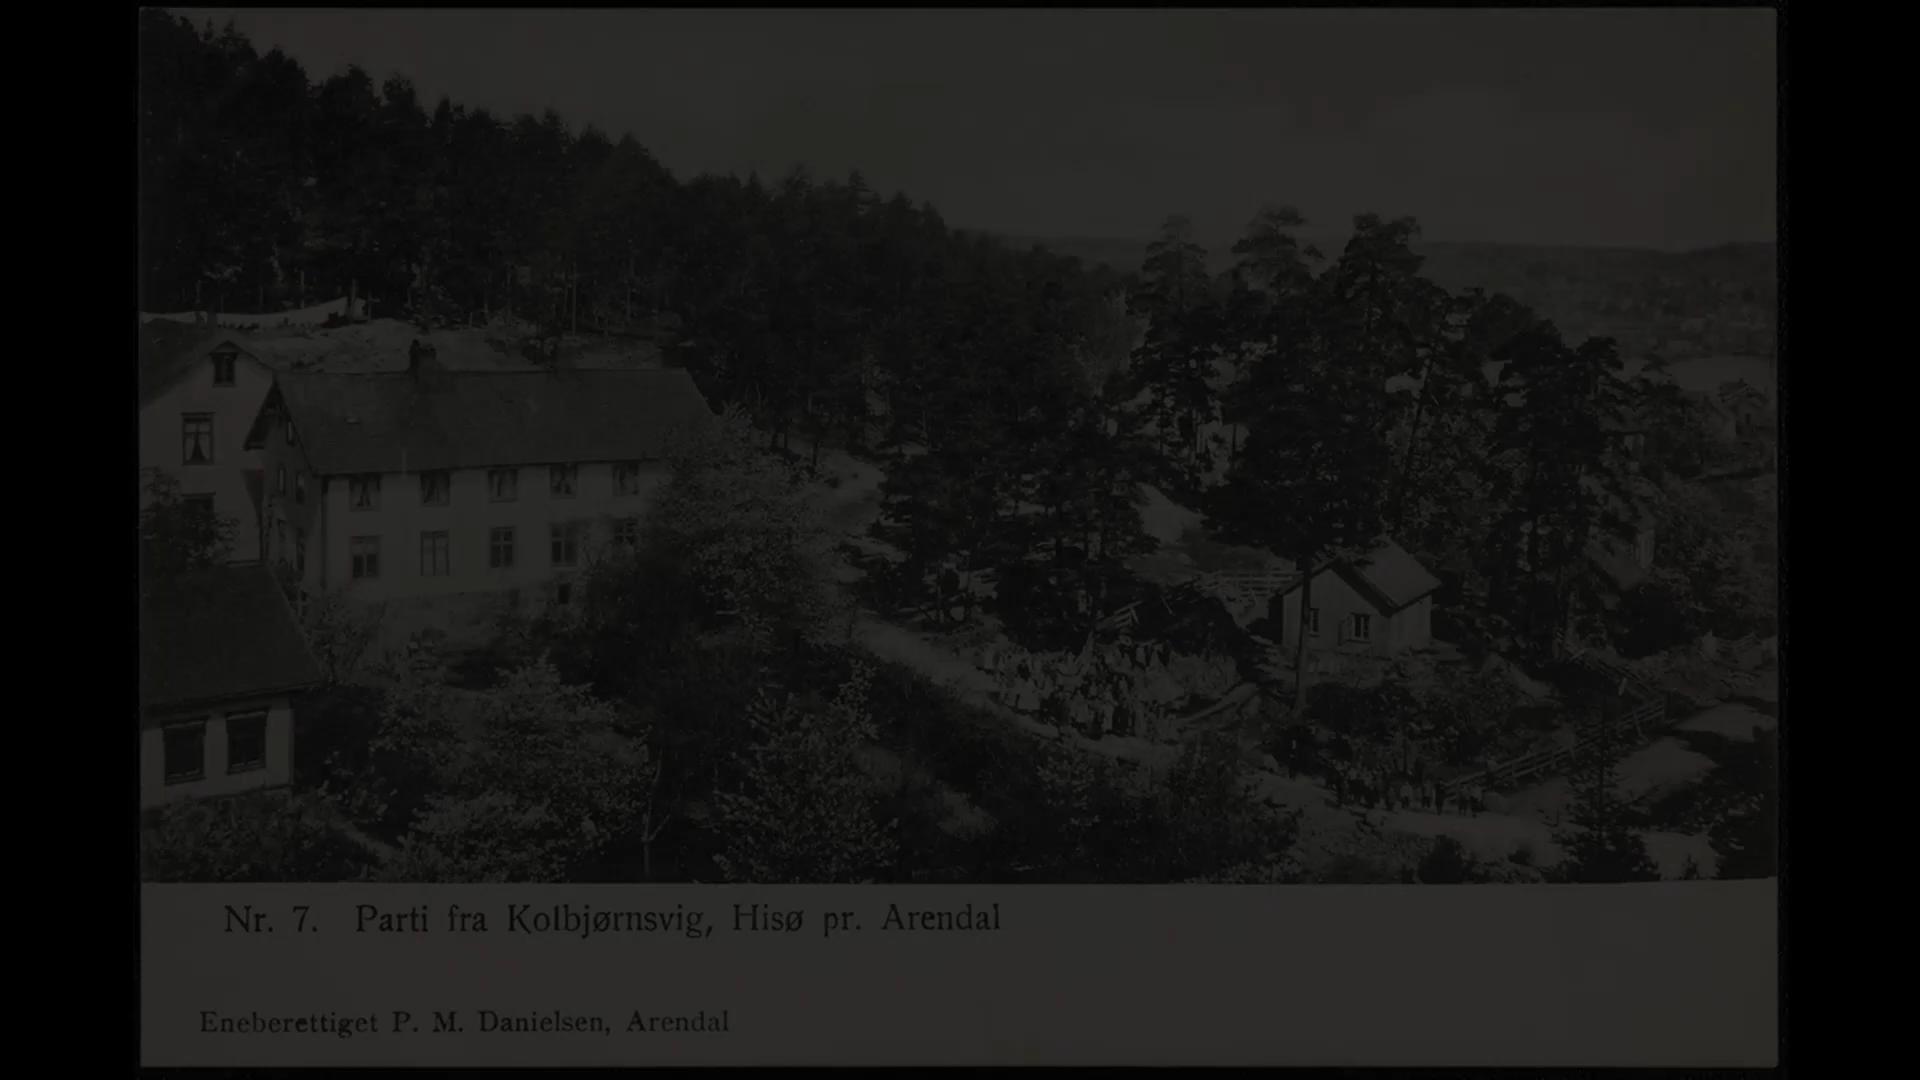 Nr. 7. Parti fra Kolbjørnsvig, Hisø pr. Arendal
Eneberettiget P. M. Danielsen, Arendal